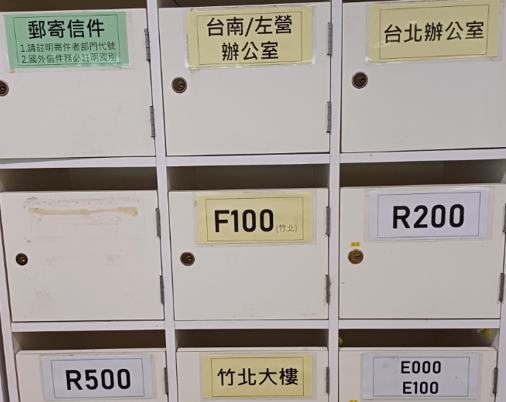 郵寄信件
1.請註明寄件者部門代號
2.國外信件務必註明國別
台南/左營
辦公室
台北辦公室
F100(竹北)
R200
R500
竹北大樓
E000
E100